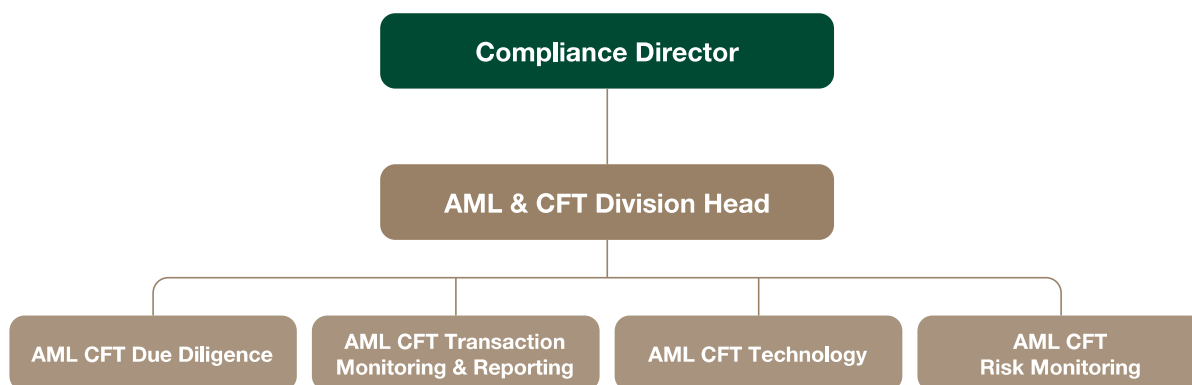 Compliance Director
AML & CFT Division Head
AML CFT Due Diligence
AML CFT Transaction
Monitoring & Reporting
AML CFT Technology
AML CFT
Risk Monitoring